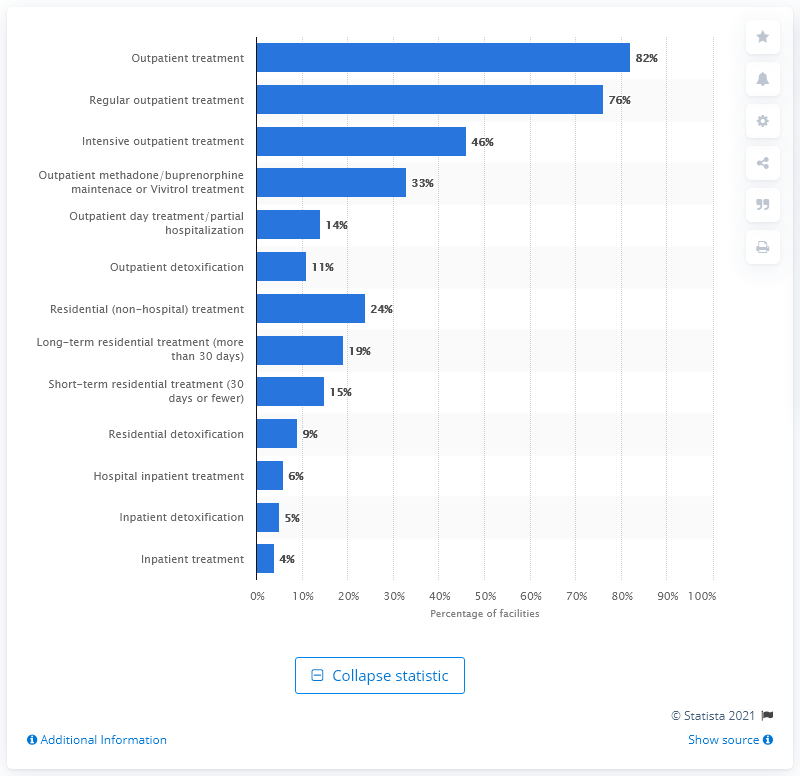 Outpatient treatment 82%
Regular outpatient treatment 76%
Intensive outpatient treatment 46%
Outpatient methadone/buprenorphine
maintenace or Vivitrol treatment 33%
Outpatient day treatment/partial
hospitalization 14%
Outpatient detoxification 11%
Residential (non-hospital) treatment 24%
Long-term residential treatment (more
than 30 days) 19%
Short-term residential treatment (30
days or fewer) 15%
Residential detoxification 9%
Hospital inpatient treatment 6%
Inpatient detoxification 5%
Inpatient treatment 4%
0% 10% 20% 30% 40% 50% 60% 70% 80% 90% 100%
Percentage of facilities
Collapse statistic
© Statista 2021
Additional Information Show source